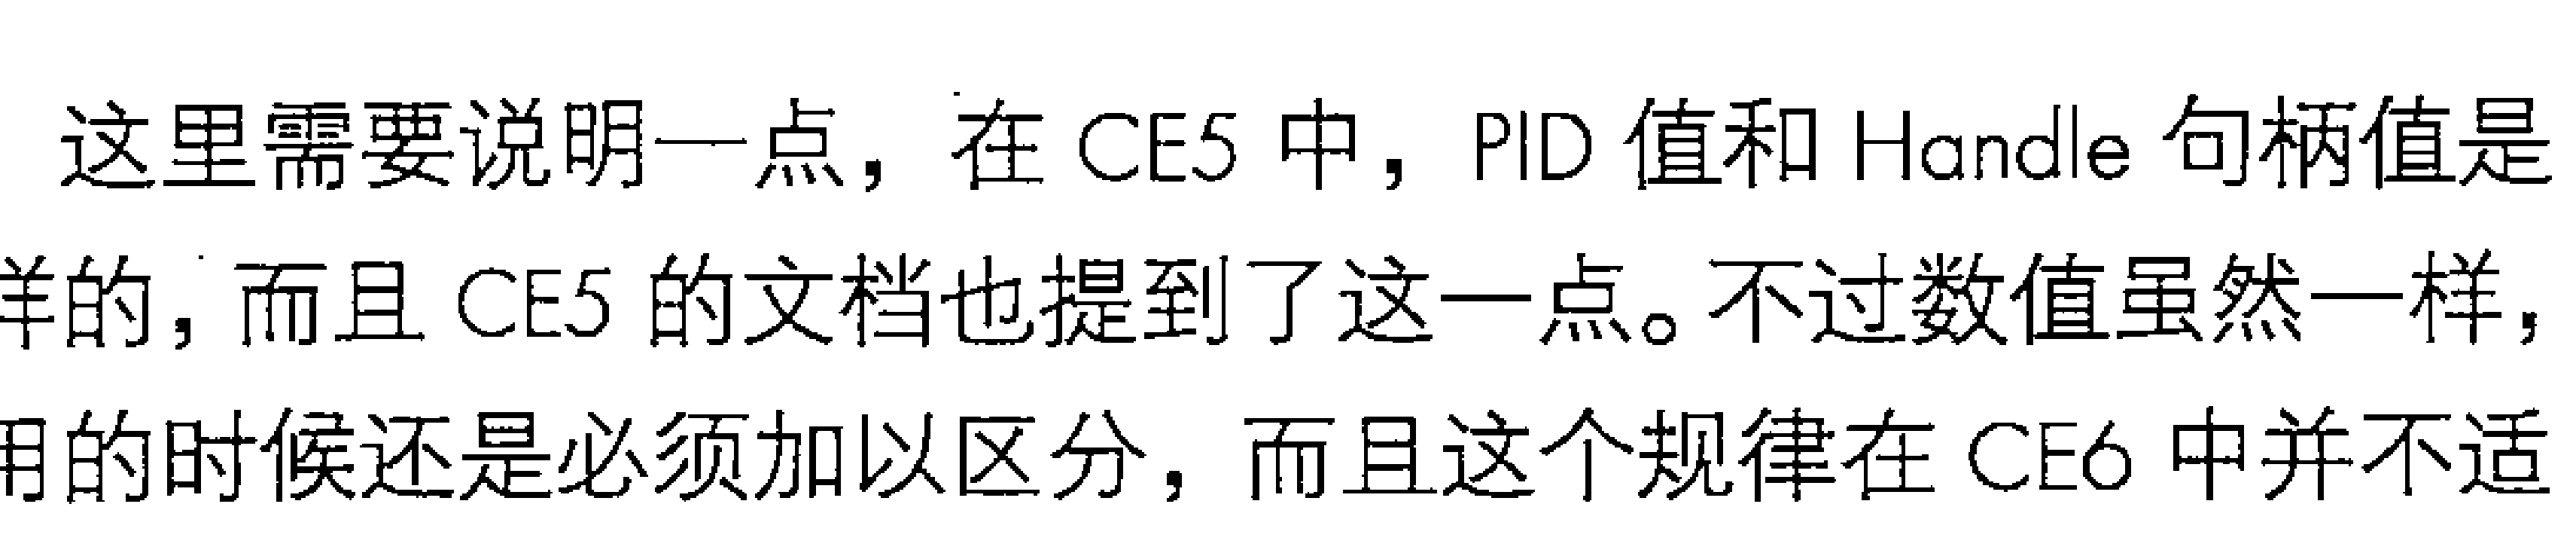 这里需要说明一点，在 CE5 中，PID 值和 Handle 句柄值是
样的，而且 CE5 的文档也提到了这一点。不过数值虽然一样，
用的时候还是必须加以区分，而且这个规律在 CE6 中并不适